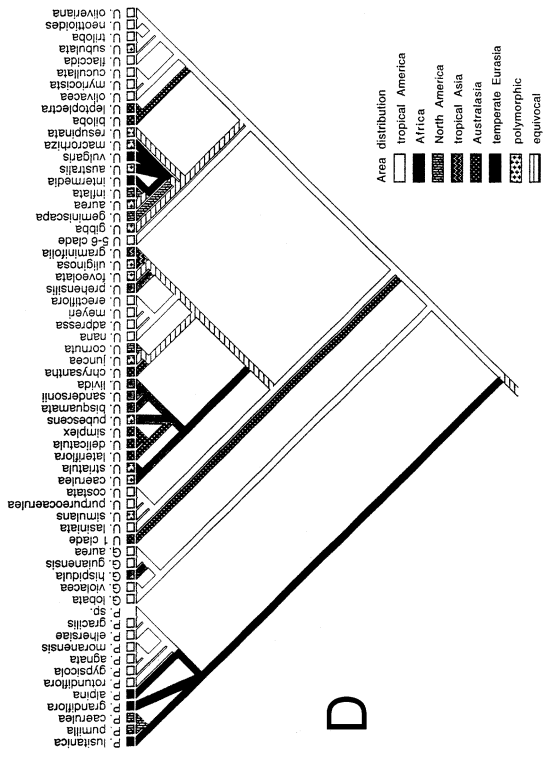 U. oliveriana
U. neottioides
U. triloba
U. subulata
U. flaccida
U. cucullata
U. myriocista
U. olivacea
U. leptoplectra
U. biloba
U. resupinata
U. macrorhiza
U. vulgaris
U. australis
U. intermedia
U. inflata
U. aurea
U. geminiscapa
U. gibba
U 5-6 clade
U. graminifolia
U. uliginosa
U. foveolata
U. prehensilis
U. erectiflora
U. meyeri
U. adpressa
U. nana
U. cornuta
U. juncea
U. chrysantha
U. livida
U. sandersonii
U. bisquamata
U. pubescens
U. simplex
U. delicatula
U. lateriflora
U. striatula
U. caerulea
U. costata
U. purpureocaerulea
U. simulans
U. lasiniata
U. 1 clade
G. aurea
G. guianensis
G. hispidula
G. violacea
G. lobata
P. sp.
P. gracilis
P. elhersiae
P. moranensis
P. agnata
P. gypsicola
P. rotundiflora
P. alpina
P. grandiflora
P. caerulea
P. pumilla
P. lusitanica
Area distribution
tropical America
Africa
North America
tropical Asia
Australasia
temperate Eurasia
polymorphic
equivocal
D